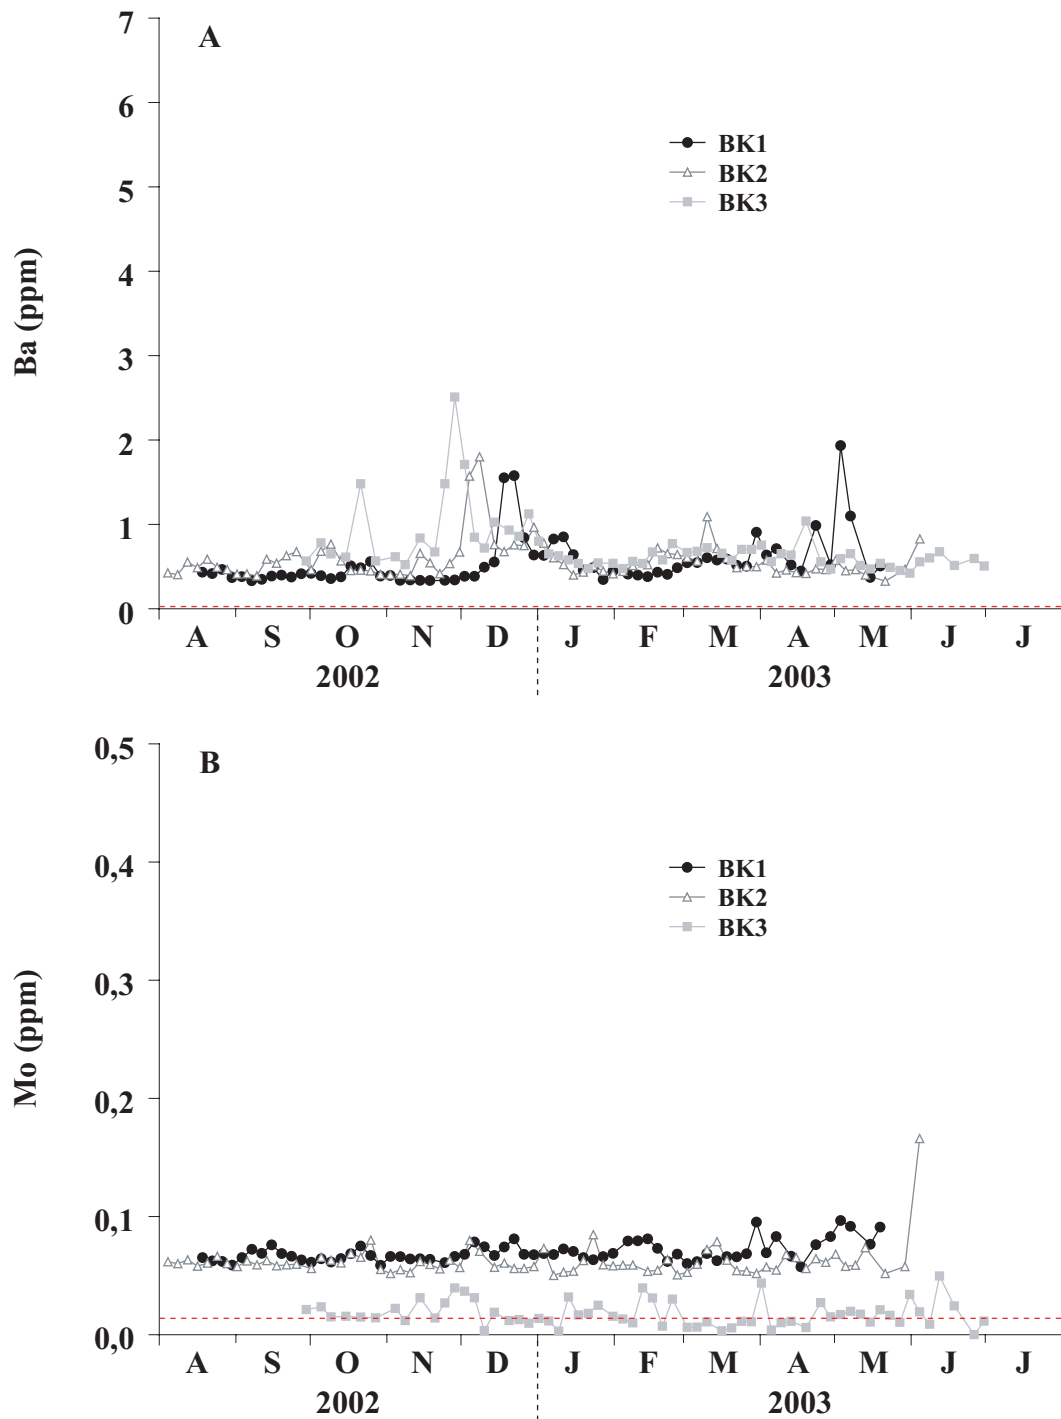 A
7
6
5
4
3
2
1
0
Ba (ppm)
BK1
BK2
BK3
A S O N D J F M A M J J
2002 2003
B
0,5
0,4
0,3
0,2
0,1
0,0
Mo (ppm)
BK1
BK2
BK3
A S O N D J F M A M J J
2002 2003